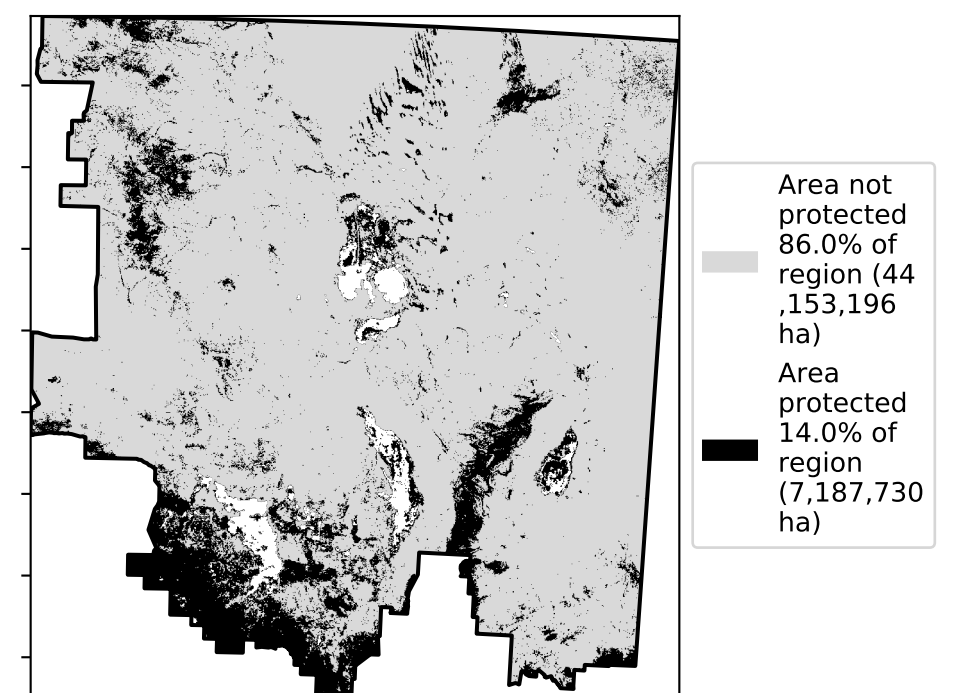 Area not
protected
86.0% of
region (44
,153,196
ha)
Area
protected
14.0% of
region
(7,187,730
ha)